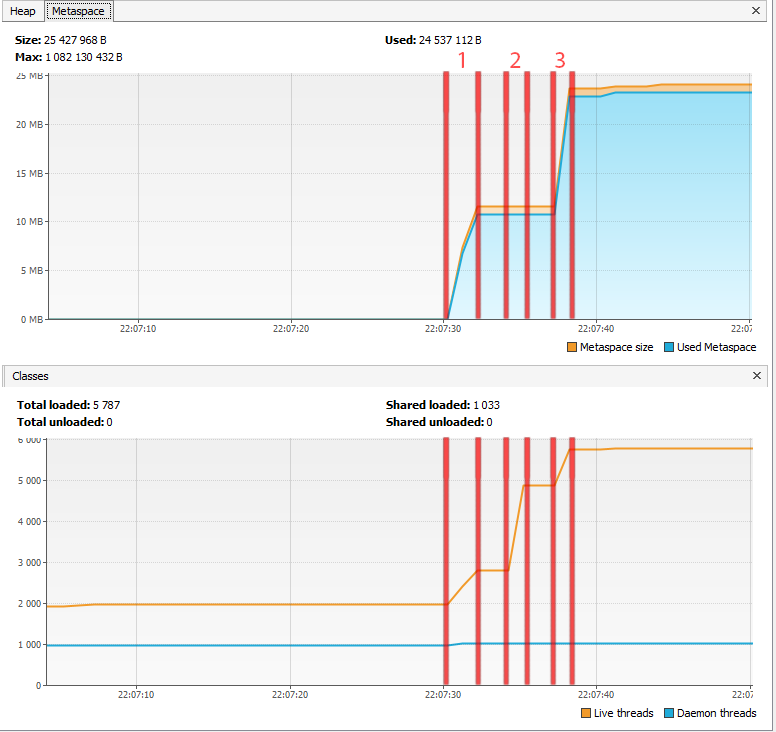 Heap Metaspace
Size: 25 427 968 B Used: 24 537 112 B
Max: 1 082 130 432 B
1 2 3
25 MB
20 MB
15 MB
10 MB
5 MB
0 MB
22:07:10 22:07:20 22:07:30 22:07:40 22:07
Metaspace size Used Metaspace
Classes
Total loaded: 5 787 Shared loaded: 1 033
Total unloaded: 0 Shared unloaded: 0
6 000
5 000
4 000
3 000
2 000
1 000
0
22:07:10 22:07:20 22:07:30 22:07:40 22:07
Live threads Daemon threads